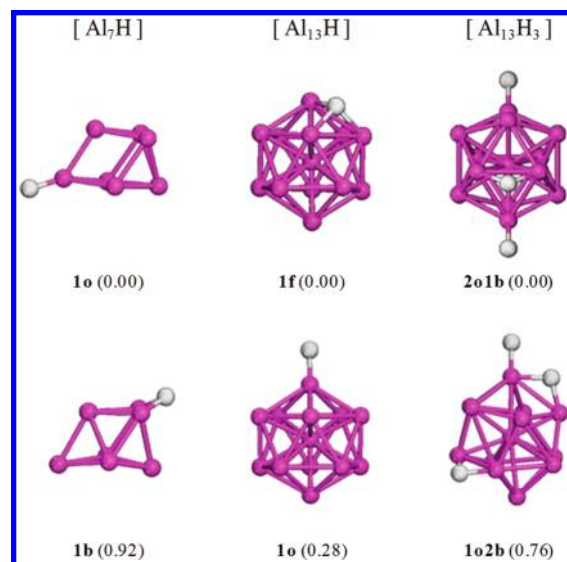 [ Al₇H ] [ Al₁₃H ] [ Al₁₃H₃ ]
1o (0.00) 1f (0.00) 2o1b (0.00)
1b (0.92) 1o (0.28) 1o2b (0.76)